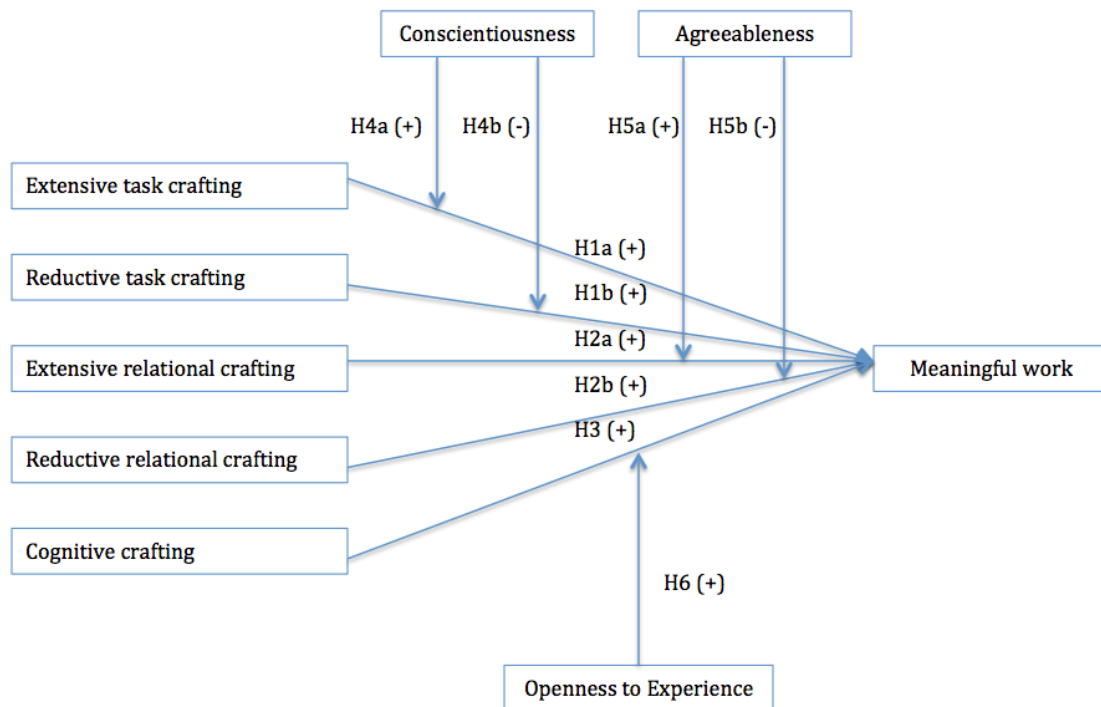 Conscientiousness
Agreeableness
H4a (+)
H4b (-)
H5a (+)
H5b (-)
Extensive task crafting
H1a (+)
Reductive task crafting
H1b (+)
H2a (+)
Extensive relational crafting
Meaningful work
H2b (+)
H3 (+)
Reductive relational crafting
Cognitive crafting
H6 (+)
Openness to Experience